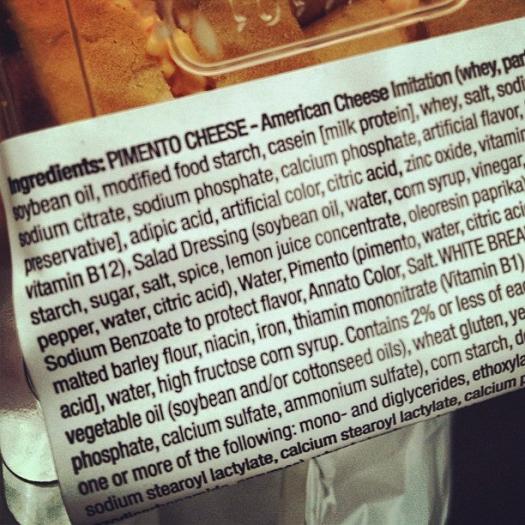 Ingredients: PIMENTO CHEESE - American Cheese Imitation (whey,
soybean oil, modified food starch, casein [milk protein], whey, salt,
sodium citrate, sodium phosphate, calcium phosphate, artificial flavor,
preservative], adipic acid, artificial color, citric acid, zinc oxide, vitamin
vitamin B12), Salad Dressing (soybean oil, water, corn syrup, vinegar
starch, sugar, salt, spice, lemon juice concentrate, oleoresin paprika
pepper, water, citric acid), Water, Pimento (pimento, water, citric acid
Sodium Benzoate to protect flavor, Annato Color, Salt. WHITE BREA
malted barley flour, niacin, iron, thiamin mononitrate (Vitamin B1)
acid], water, high fructose corn syrup. Contains 2% or less of eac
vegetable oil (soybean and/or cottonseed oils), wheat gluten, ye
phosphate, calcium sulfate, ammonium sulfate), corn starch, d
one or more of the following: mono- and diglycerides, ethoxyla
sodium stearoyl lactylate, calcium stearoyl lactylate, calcium p